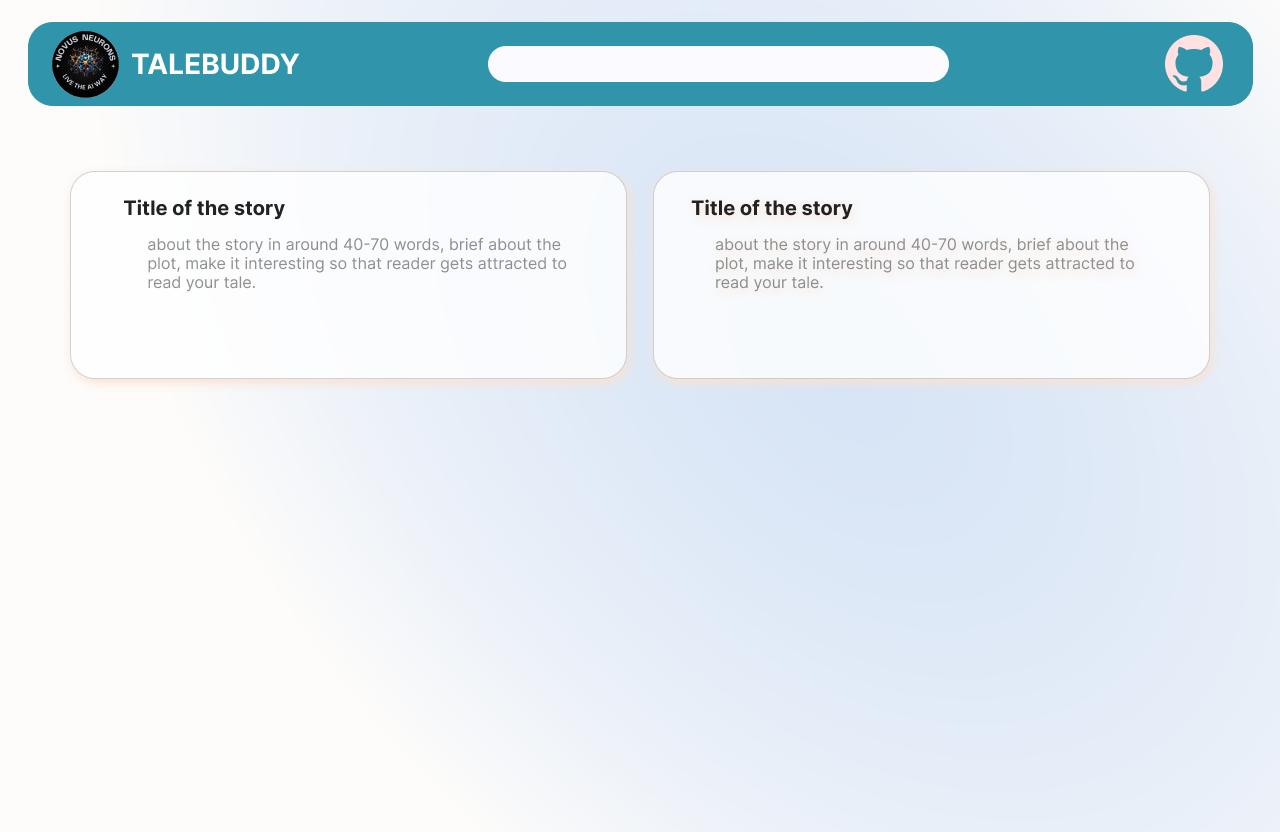 NOVUS NEURONS
LIVE THE AI WAY
TALEBUDDY
Title of the story
about the story in around 40-70 words, brief about the
plot, make it interesting so that reader gets attracted to
read your tale.
Title of the story
about the story in around 40-70 words, brief about the
plot, make it interesting so that reader gets attracted to
read your tale.